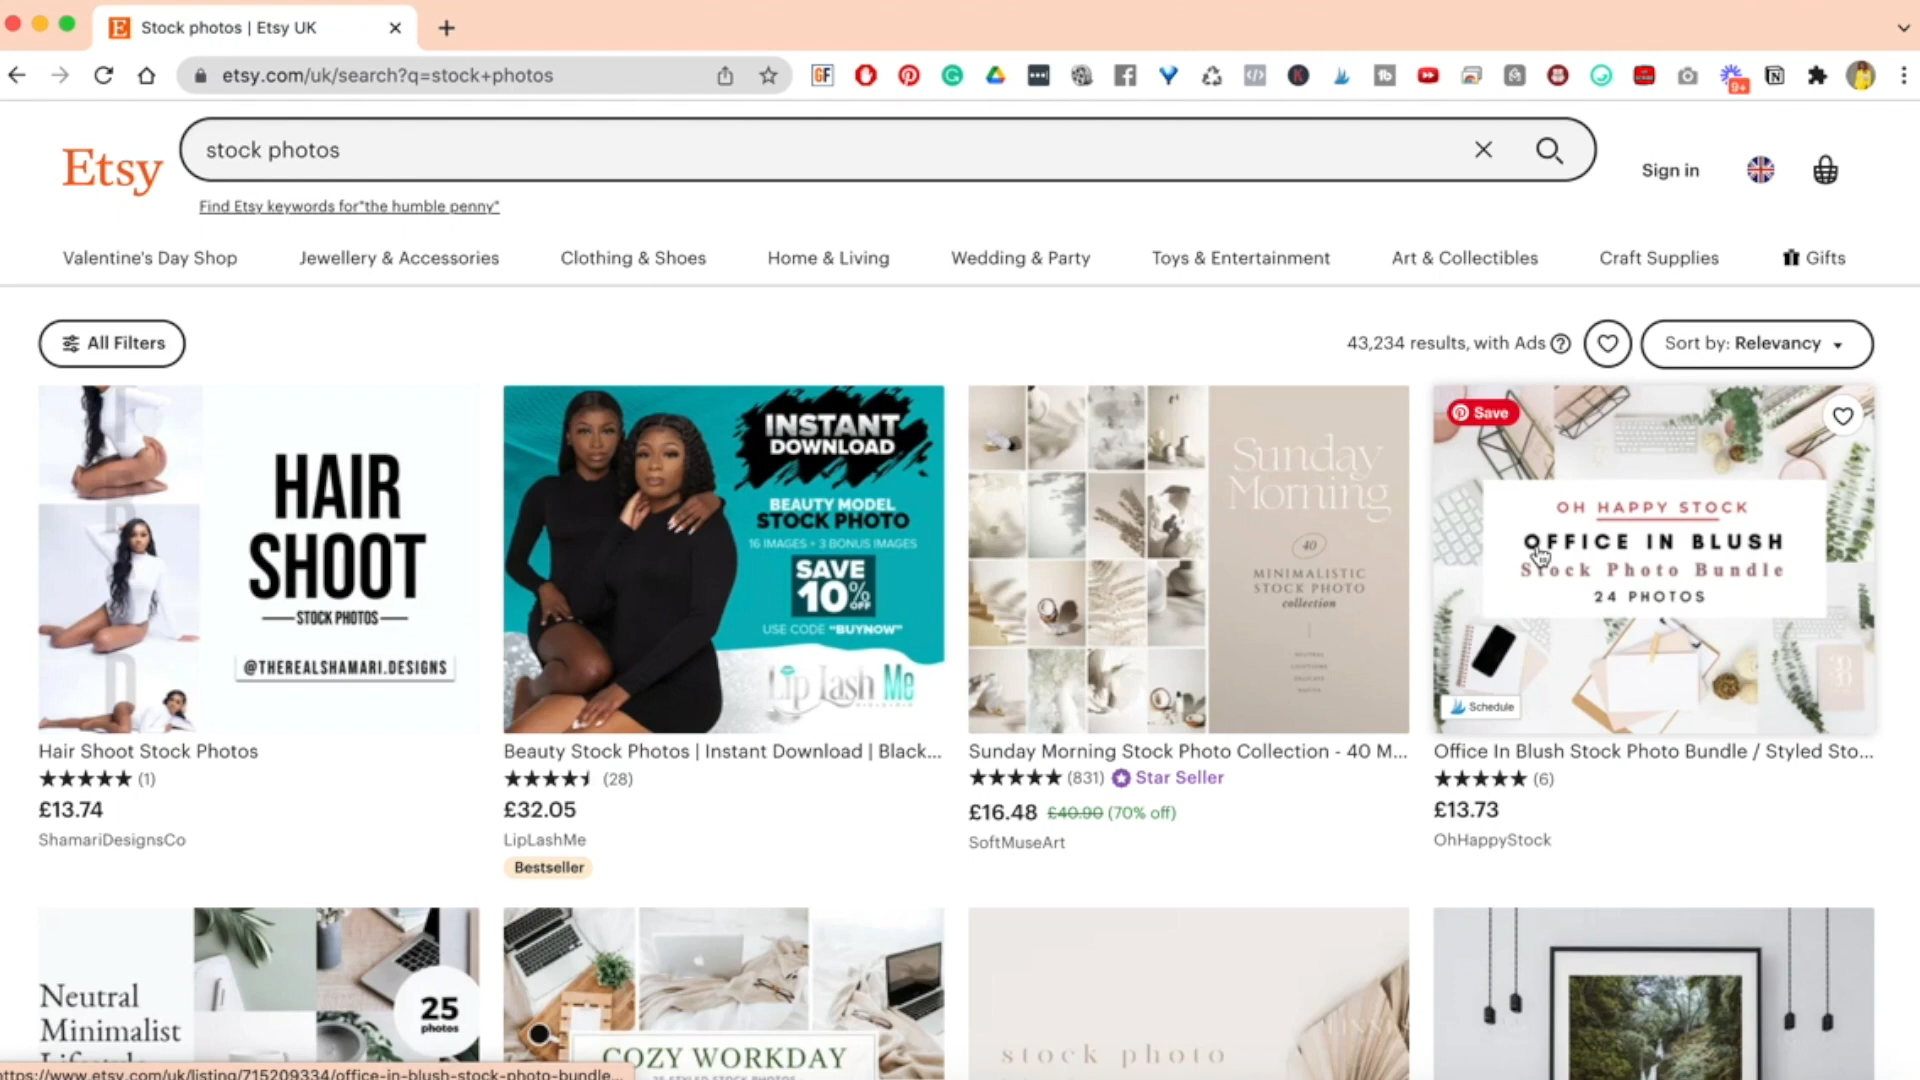 Stock photos | Etsy UK
etsy.com/uk/search?q=stock+photos
GF
9+
Etsy
stock photos
Sign in
Find Etsy keywords for"the humble penny"
Valentine's Day Shop
Jewellery & Accessories
Clothing & Shoes
Home & Living
Wedding & Party
Toys & Entertainment
Art & Collectibles
Craft Supplies
Gifts
All Filters
43,234 results, with Ads
Sort by: Relevancy
HAIR
SHOOT
STOCK PHOTOS
@THEREALSHAMARI.DESIGNS
INSTANT
DOWNLOAD
BEAUTY MODEL
STOCK PHOTO
16 IMAGES + 3 BONUS IMAGES
SAVE
10% OFF
USE CODE "BUYNOW"
Lip Lash Me
Sunday
Morning
40
MINIMALISTIC
STOCK PHOTO
collection
Save
OH HAPPY STOCK
OFFICE IN BLUSH
Stock Photo Bundle
24 PHOTOS
Schedule
Hair Shoot Stock Photos
(1)
£13.74
ShamariDesignsCo
Beauty Stock Photos | Instant Download | Black...
(28)
£32.05
LipLashMe
Bestseller
Sunday Morning Stock Photo Collection - 40 M...
(831) Star Seller
£16.48 £40.90 (70% off)
SoftMuseArt
Office In Blush Stock Photo Bundle / Styled Sto...
(6)
£13.73
OhHappyStock
Neutral
Minimalist
25
photos
COZY WORKDAY
stock photo
https://www.etsy.com/uk/listing/715209334/office-in-blush-stock-photo-bundle...